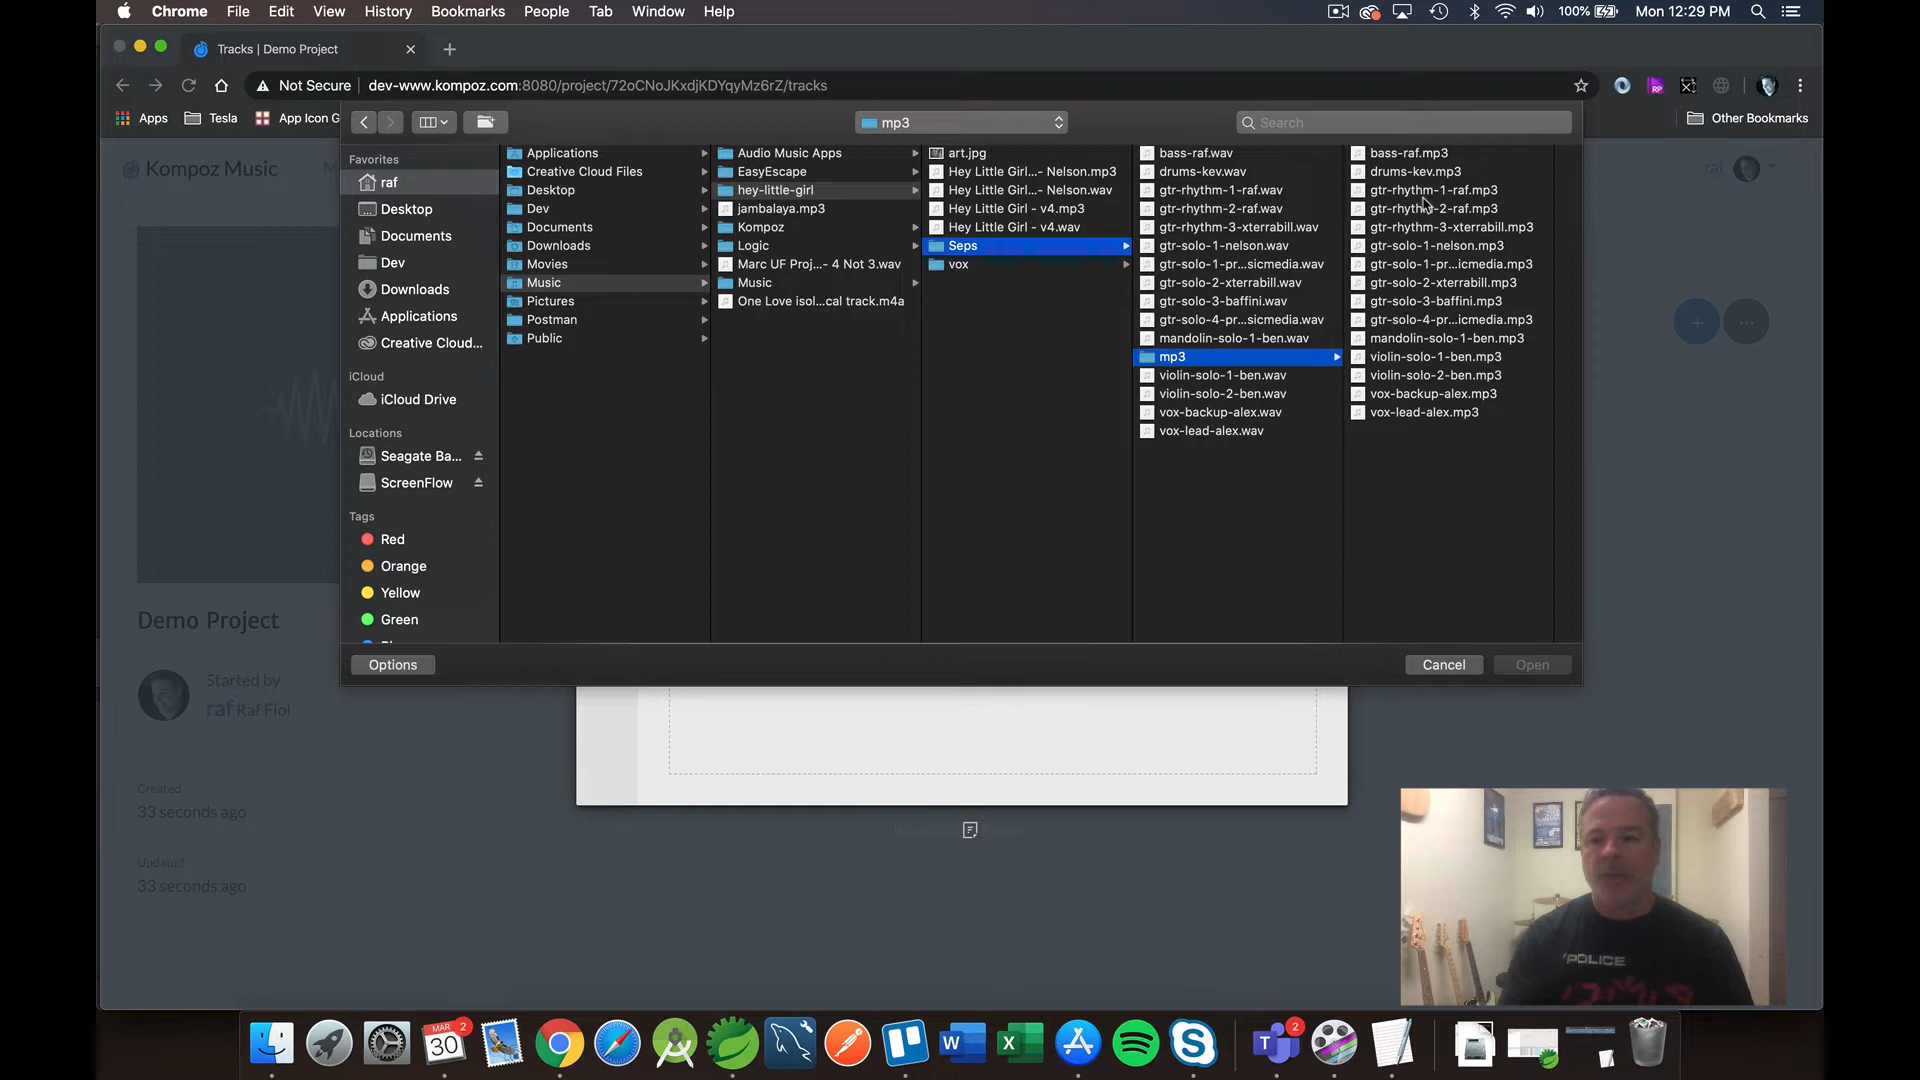 Chrome File Edit View History Bookmarks People Tab Window Help
100% Mon 12:29 PM
Tracks | Demo Project
Not Secure dev-www.kompoz.com:8080/project/72oCNoJKxdjKDYqyMz6rZ/tracks
RP
Apps Tesla App Icon G Other Bookmarks
mp3
Search
Kompoz Music
raf
Favorites
raf
Desktop
Documents
Dev
Downloads
Applications
Creative Cloud...
iCloud
iCloud Drive
Locations
Seagate Ba...
ScreenFlow
Tags
Red
Orange
Yellow
Green
Applications
Creative Cloud Files
Desktop
Dev
Documents
Downloads
Movies
Music
Pictures
Postman
Public
Audio Music Apps
EasyEscape
hey-little-girl
jambalaya.mp3
Kompoz
Logic
Marc UF Proj...- 4 Not 3.wav
Music
One Love isol...cal track.m4a
art.jpg
Hey Little Girl...- Nelson.mp3
Hey Little Girl...- Nelson.wav
Hey Little Girl - v4.mp3
Hey Little Girl - v4.wav
Seps
vox
bass-raf.wav
drums-kev.wav
gtr-rhythm-1-raf.wav
gtr-rhythm-2-raf.wav
gtr-rhythm-3-xterrabill.wav
gtr-solo-1-nelson.wav
gtr-solo-1-pr...sicmedia.wav
gtr-solo-2-xterrabill.wav
gtr-solo-3-baffini.wav
gtr-solo-4-pr...sicmedia.wav
mandolin-solo-1-ben.wav
mp3
violin-solo-1-ben.wav
violin-solo-2-ben.wav
vox-backup-alex.wav
vox-lead-alex.wav
bass-raf.mp3
drums-kev.mp3
gtr-rhythm-1-raf.mp3
gtr-rhythm-2-raf.mp3
gtr-rhythm-3-xterrabill.mp3
gtr-solo-1-nelson.mp3
gtr-solo-1-pr...icmedia.mp3
gtr-solo-2-xterrabill.mp3
gtr-solo-3-baffini.mp3
gtr-solo-4-pr...icmedia.mp3
mandolin-solo-1-ben.mp3
violin-solo-1-ben.mp3
violin-solo-2-ben.mp3
vox-backup-alex.mp3
vox-lead-alex.mp3
Options Cancel Open
Demo Project
Started by
raf Raf Fiol
Created
33 seconds ago
Updated
33 seconds ago
POLICE
MAR 2
30
W
X
S
T 2